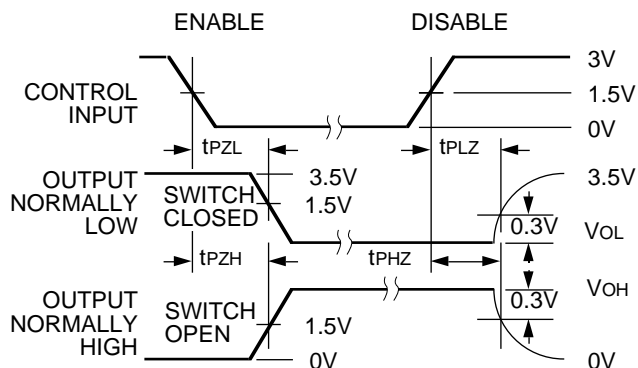 ENABLE DISABLE
3V
CONTROL INPUT
1.5V
0V
tPZL tPLZ
OUTPUT NORMALLY LOW
SWITCH CLOSED
3.5V
1.5V
3.5V
0.3V
VOL
tPZH tPHZ
OUTPUT NORMALLY HIGH
SWITCH OPEN
1.5V
0V
VOH
0.3V
0V